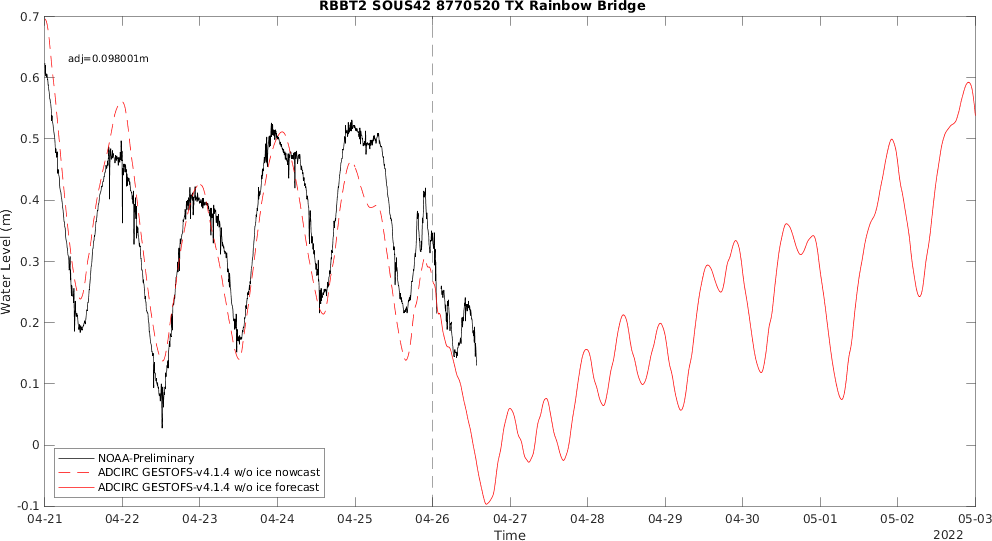 RBBT2 SOUS42 8770520 TX Rainbow Bridge
adj=0.098001m
Water Level (m)
0.7
0.6
0.5
0.4
0.3
0.2
0.1
0
-0.1
NOAA-Preliminary
ADCIRC GESTOFS-v4.1.4 w/o ice nowcast
ADCIRC GESTOFS-v4.1.4 w/o ice forecast
04-21 04-22 04-23 04-24 04-25 04-26 04-27 04-28 04-29 04-30 05-01 05-02 05-03
Time
2022